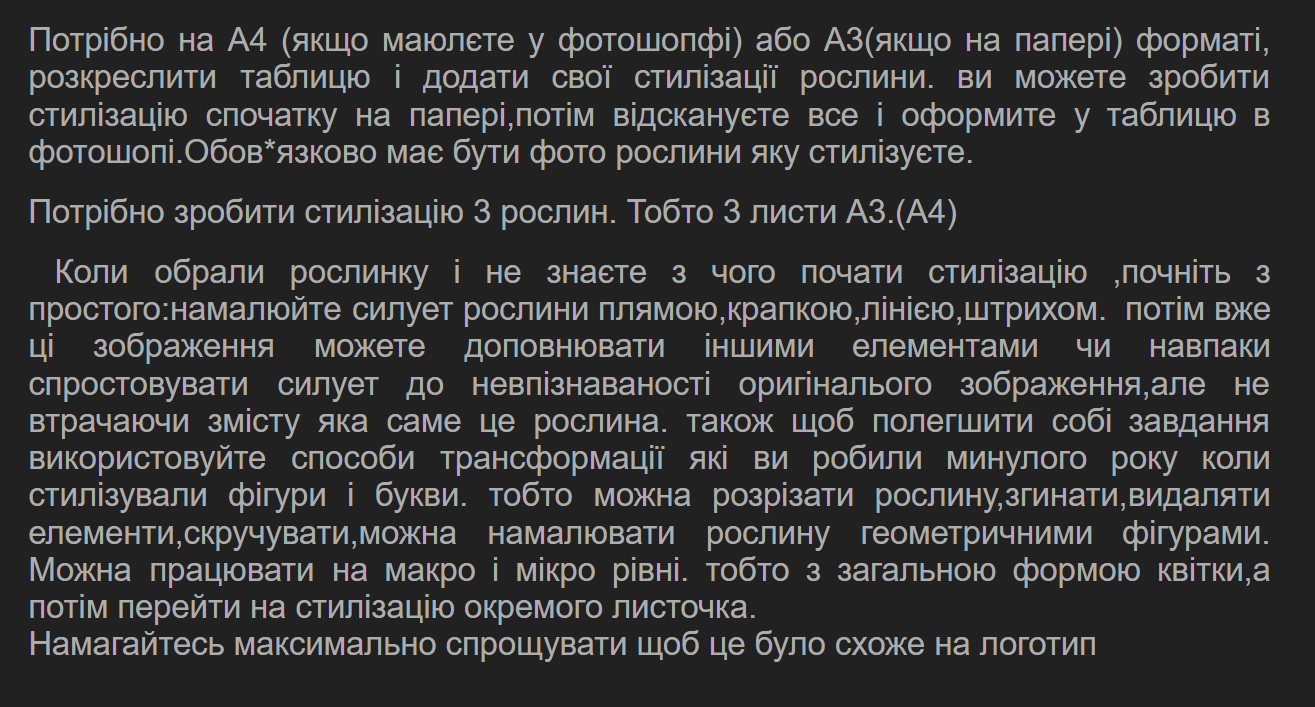 Потрібно на А4 (якщо маюлєте у фотошопфі) або А3(якщо на папері) форматі,
розкреслити таблицю і додати свої стилізації рослини. ви можете зробити
стилізацію спочатку на папері,потім відскануєте все і оформите у таблицю в
фотошопі.Обов*язково має бути фото рослини яку стилізуєте.
Потрібно зробити стилізацію 3 рослин. Тобто 3 листи А3.(А4)
Коли обрали рослинку і не знаєте з чого почати стилізацію ,почніть з
простого:намалюйте силует рослини плямою,крапкою,лінією,штрихом. потім вже
ці зображення можете доповнювати іншими елементами чи навпаки
спростовувати силует до невпізнаваності оригінального зображення,але не
втрачаючи змісту яка саме це рослина. також щоб полегшити собі завдання
використовуйте способи трансформації які ви робили минулого року коли
стилізували фігури і букви. тобто можна розрізати рослину,згинати,видаляти
елементи,скручувати,можна намалювати рослину геометричними фігурами.
Можна працювати на макро і мікро рівні. тобто з загальною формою квітки,а
потім перейти на стилізацію окремого листочка.
Намагайтесь максимально спрощувати щоб це було схоже на логотип